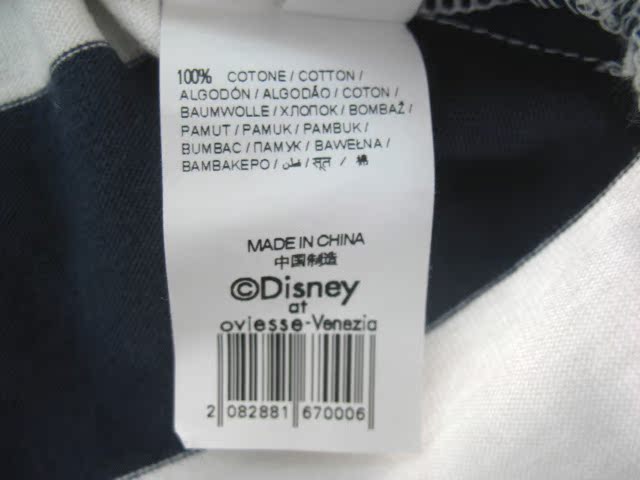 100% COTONE / COTTON /
ALGODÓN / ALGODÃO / COTON /
BAUMWOLLE / ХЛОПОК / BOMBAŽ /
PAMUT / PAMUK / PAMBUK /
BUMBAC / ПАМУК / BAWEŁNA /
ΒΑΜΒΑΚΕΡΟ / قطن / सूत / 棉
MADE IN CHINA
中国制造
©Disney
at
oviesse-Venezia
2 082881 670006